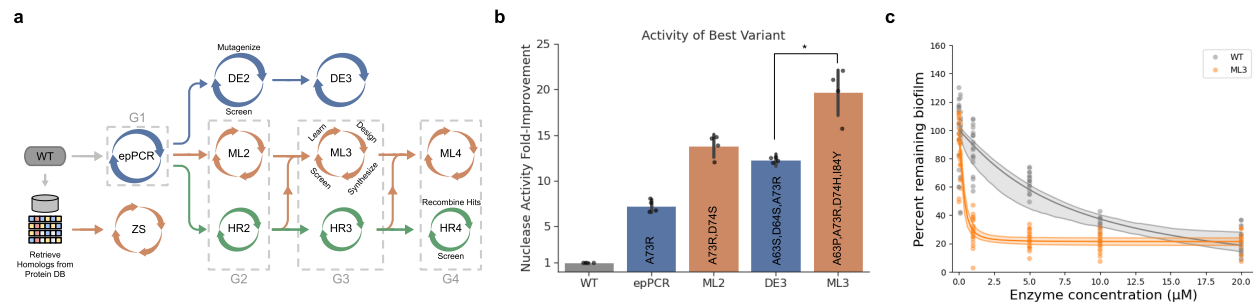 a
G1
WT
epPCR
Retrieve
Homologs from
Protein DB
ZS
Mutagenize
DE2
Screen
DE3
ML2
HR2
G2
Learn
Design
ML3
Screen
Synthesize
HR3
G3
ML4
Recombine Hits
HR4
Screen
G4
b
Activity of Best Variant
Nuclease Activity Fold-Improvement
25
20
15
10
5
1
*
A73R
A73R,D74S
A63S,D64S,A73R
A63P,A73R,D74H,I84Y
WT
epPCR
ML2
DE3
ML3
c
Percent remaining biofilm
160
140
120
100
80
60
40
20
0
WT
ML3
0.0
2.5
5.0
7.5
10.0
12.5
15.0
17.5
20.0
Enzyme concentration (μM)